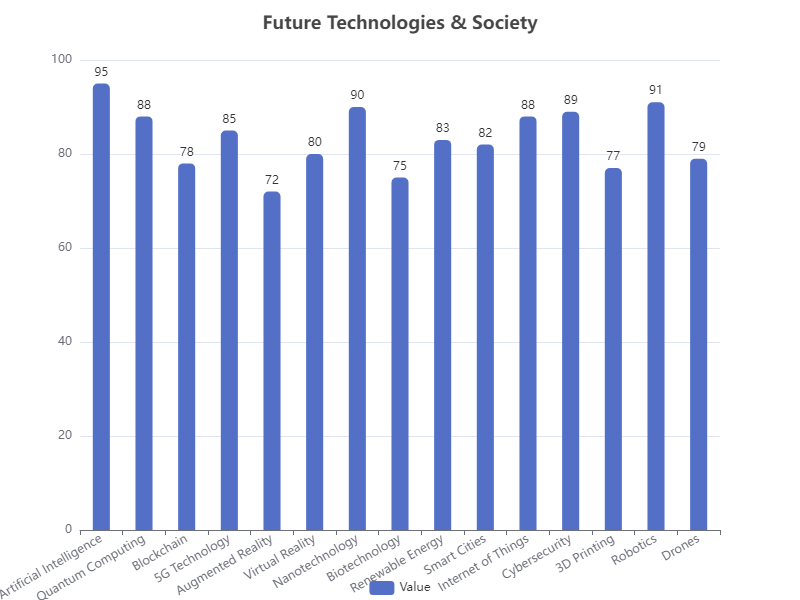 Future Technologies & Society
100
80
60
40
20
0
95
88
78
85
72
80
90
75
83
82
88
89
77
91
79
Artificial Intelligence
Quantum Computing
Blockchain
5G Technology
Augmented Reality
Virtual Reality
Nanotechnology
Biotechnology
Renewable Energy
Smart Cities
Internet of Things
Cybersecurity
3D Printing
Robotics
Drones
Value